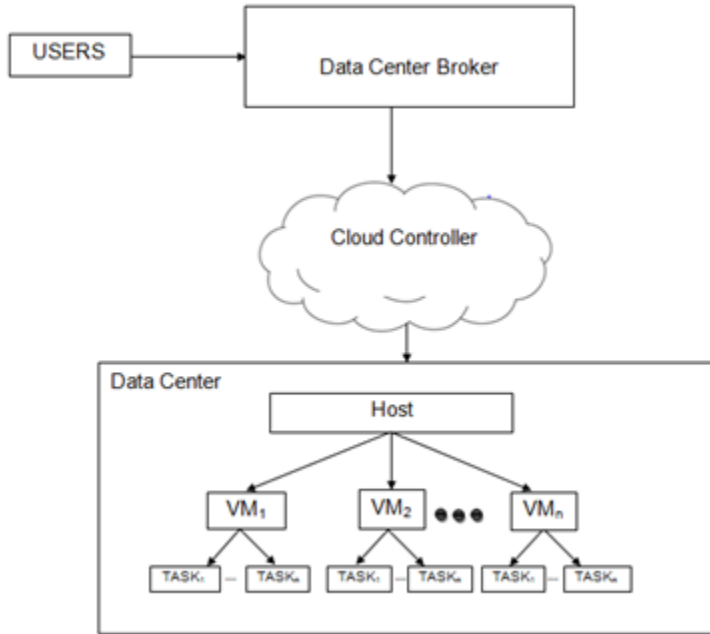 USERS
Data Center Broker
Cloud Controller
Data Center
Host
VM₁
VM₂
VMₙ
TASK₁ ... TASKₙ
TASK₁ ... TASKₙ
TASK₁ ... TASKₙ